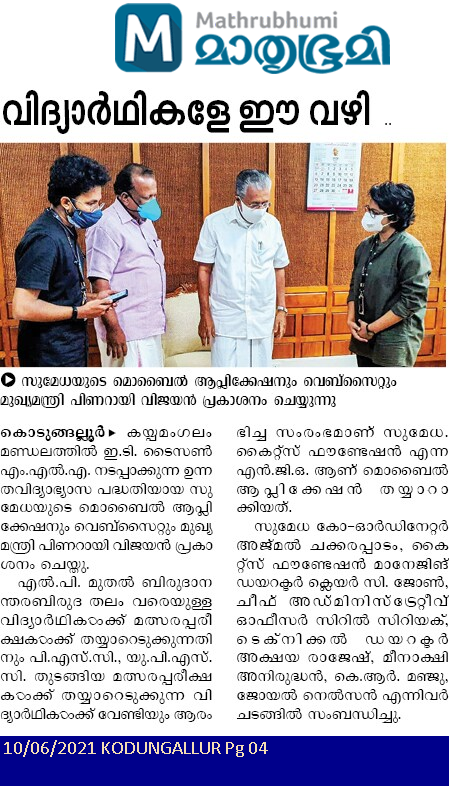 Mathrubhumi
മാതൃഭൂമി
വിദ്യാർഥികളേ ഈ വഴി ..
സുമേധയുടെ മൊബൈൽ ആപ്ലിക്കേഷനും വെബ്സൈറ്റും
മുഖ്യമന്ത്രി പിണറായി വിജയൻ പ്രകാശനം ചെയ്യുന്നു
കൊടുങ്ങല്ലൂർ ▸ കയ്പമംഗലം
മണ്ഡലത്തിൽ ഇ.ടി. ടൈസൺ
എം.എൽ.എ. നടപ്പാക്കുന്ന ഉന്ന
തവിദ്യാഭ്യാസ പദ്ധതിയായ സു
മേധയുടെ മൊബൈൽ ആപ്ലി
ക്കേഷനും വെബ്സൈറ്റും മുഖ്യ
മന്ത്രി പിണറായി വിജയൻ പ്രകാ
ശനം ചെയ്തു.
എൽ.പി. മുതൽ ബിരുദാന
ന്തരബിരുദ തലം വരെയുള്ള
വിദ്യാർഥികൾക്ക് മത്സരപ്പരീ
ക്ഷകൾക്ക് തയ്യാറെടുക്കുന്നതി
നും പി.എസ്.സി., യു.പി.എസ്.
സി. തുടങ്ങിയ മത്സരപ്പരീക്ഷ
കൾക്ക് തയ്യാറെടുക്കുന്ന വി
ദ്യാർഥികൾക്ക് വേണ്ടിയും ആരം
ഭിച്ച സംരംഭമാണ് സുമേധ.
കൈറ്റ്സ് ഫൗണ്ടേഷൻ എന്ന
എൻ.ജി.ഒ. ആണ് മൊബൈൽ
ആപ്ലിക്കേഷൻ തയ്യാറാ
ക്കിയത്.
സുമേധ കോ-ഓർഡിനേറ്റർ
അജ്മൽ ചക്കരപ്പാടം, കൈ
റ്റ്സ് ഫൗണ്ടേഷൻ മാനേജിങ്
ഡയറക്ടർ ക്ലെയർ സി. ജോൺ,
ചീഫ് അഡ്മിനിസ്ട്രേറ്റീവ്
ഓഫീസർ സിറിൽ സിറിയക്,
ടെക്നിക്കൽ ഡയറക്ടർ
അക്ഷയ രാജേഷ്, മീനാക്ഷി
അനിരുദ്ധൻ, കെ.ആർ. മഞ്ജു,
ജോയൽ നെൽസൻ എന്നിവർ
ചടങ്ങിൽ സംബന്ധിച്ചു.
10/06/2021 KODUNGALLUR Pg 04